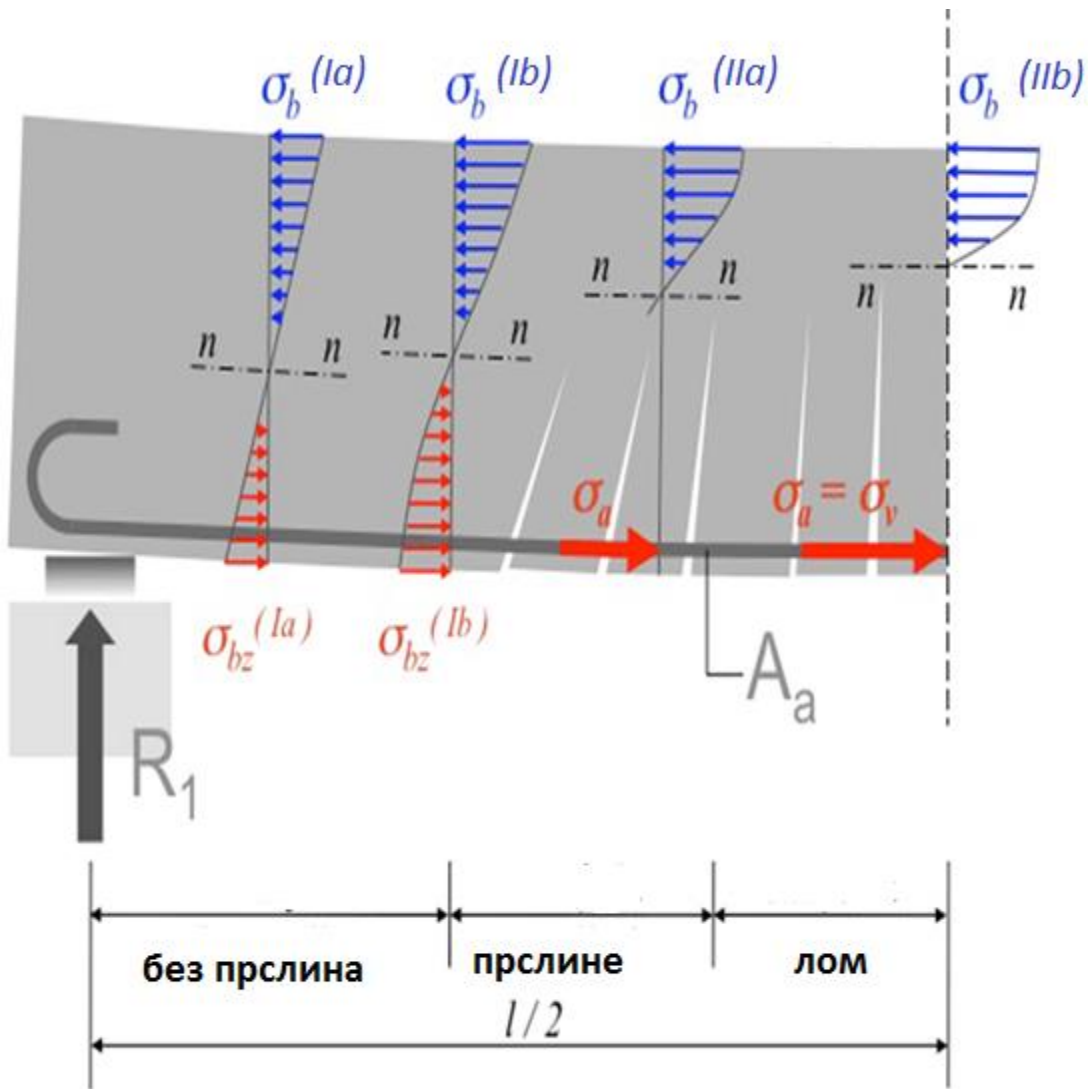 σb (Ia) σb (Ib) σb (IIa) σb (IIb)
n n
n n
n n
n n
σa σa = σv
σbz (Ia) σbz (Ib)
Aa
R1
без прслина прслине лом
l / 2